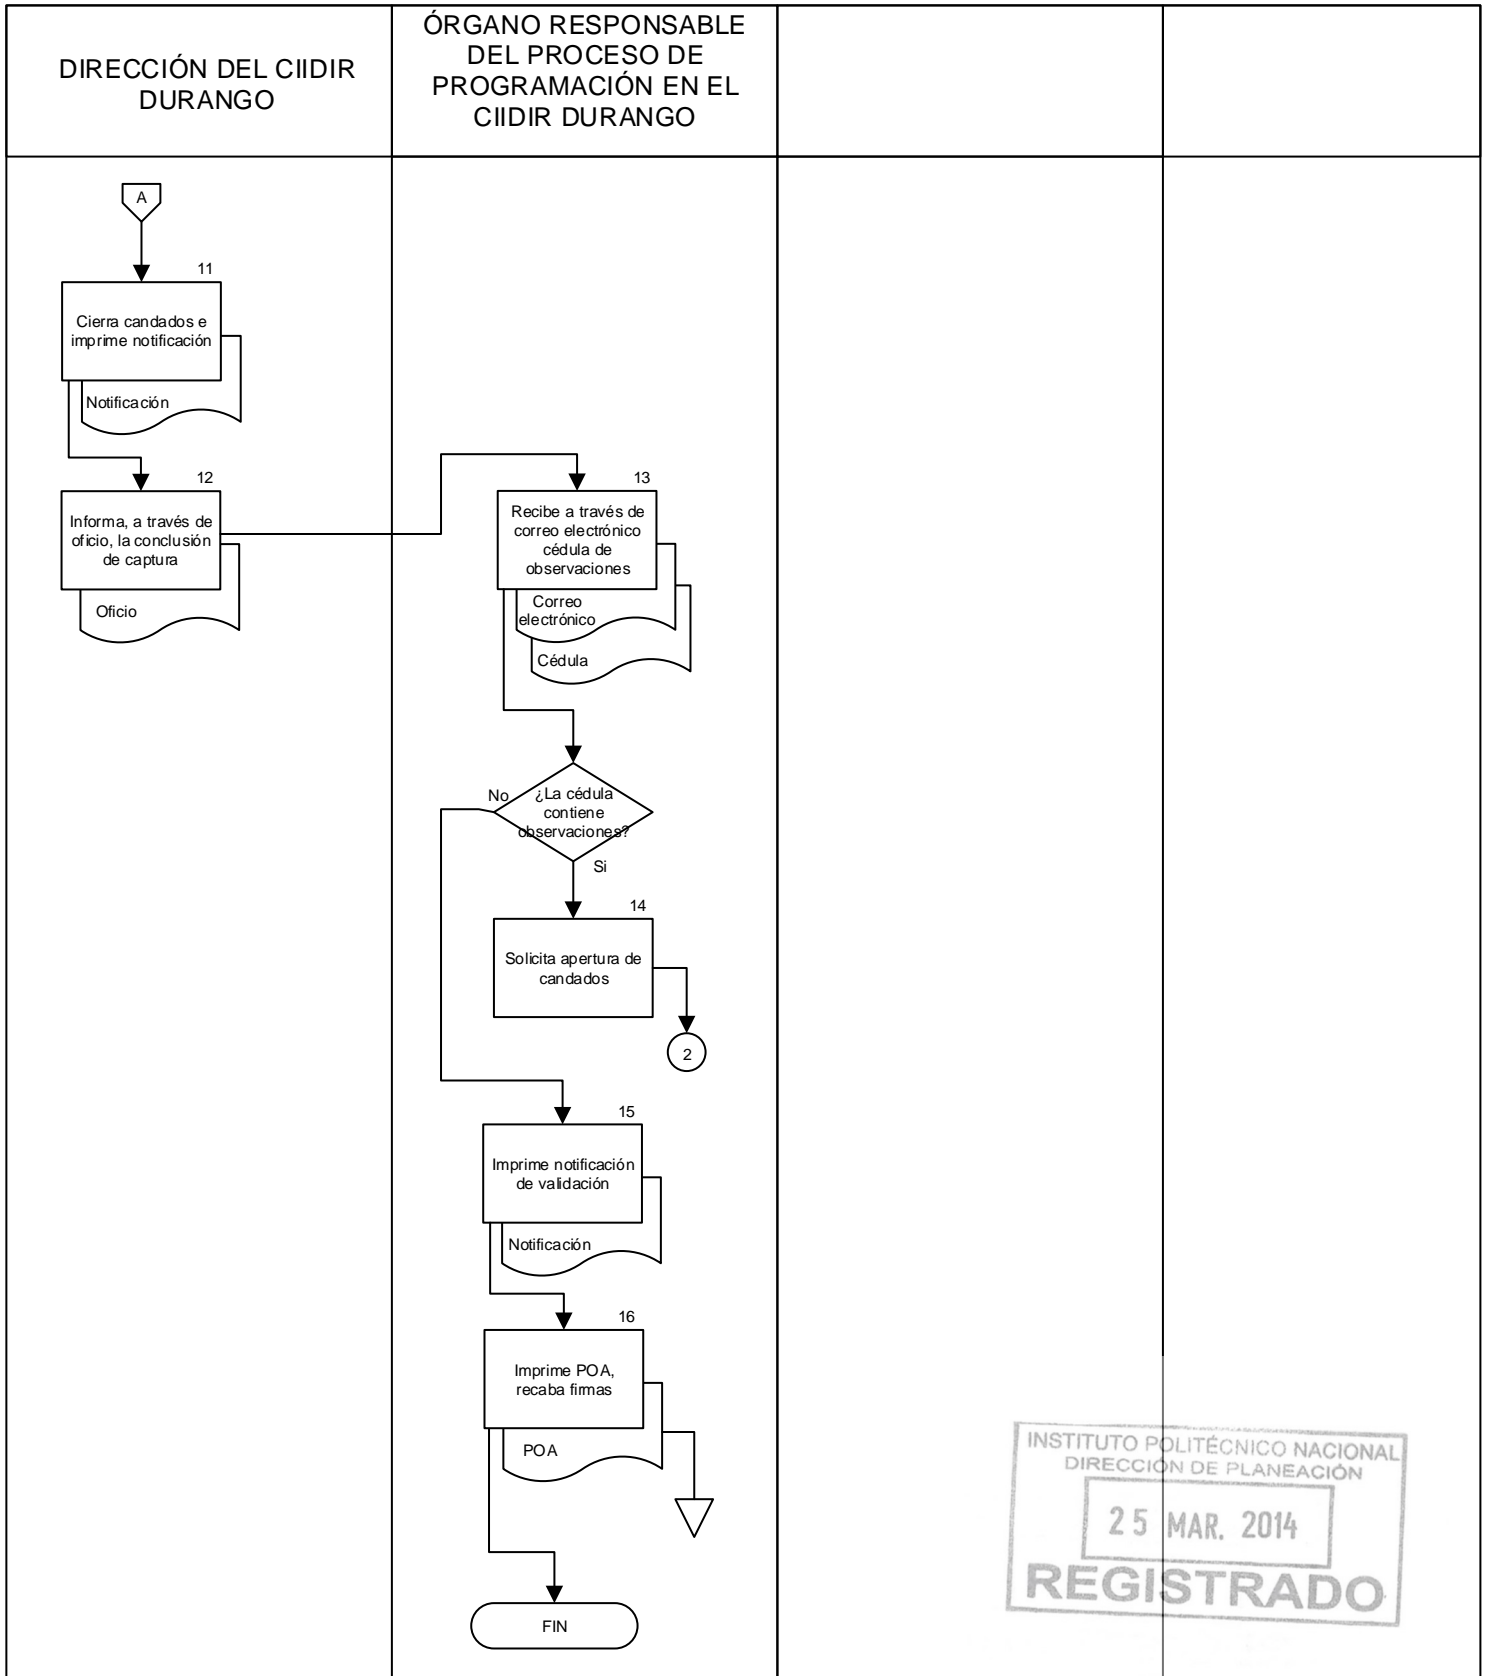 DIRECCIÓN DEL CIIDIR
DURANGO
ÓRGANO RESPONSABLE
DEL PROCESO DE
PROGRAMACIÓN EN EL
CIIDIR DURANGO
A
11
Cierra candados e
imprime notificación
Notificación
12
Informa, a través de
oficio, la conclusión
de captura
Oficio
13
Recibe a través de
correo electrónico
cédula de
observaciones
Correo
electrónico
Cédula
No
¿La cédula
contiene
observaciones?
Si
14
Solicita apertura de
candados
2
15
Imprime notificación
de validación
Notificación
16
Imprime POA,
recaba firmas
POA
FIN
INSTITUTO POLITÉCNICO NACIONAL
DIRECCIÓN DE PLANEACIÓN
25 MAR. 2014
REGISTRADO